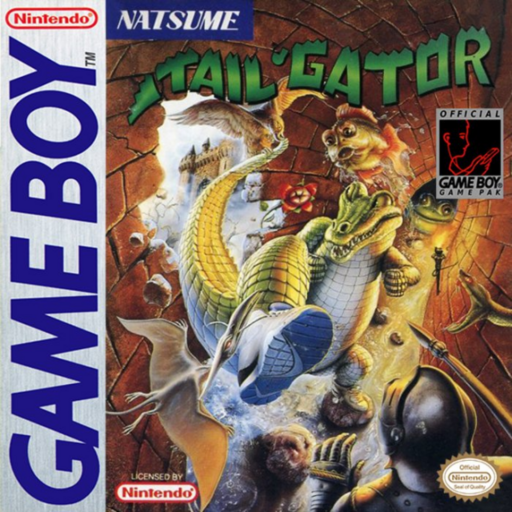 Nintendo®
NATSUME
TAIL 'GATOR
GAME BOY™
OFFICIAL
GAME BOY®
GAME PAK
LICENSED BY
Nintendo®
Official
Nintendo
Seal of Quality